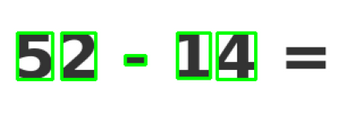 52 - 14 =